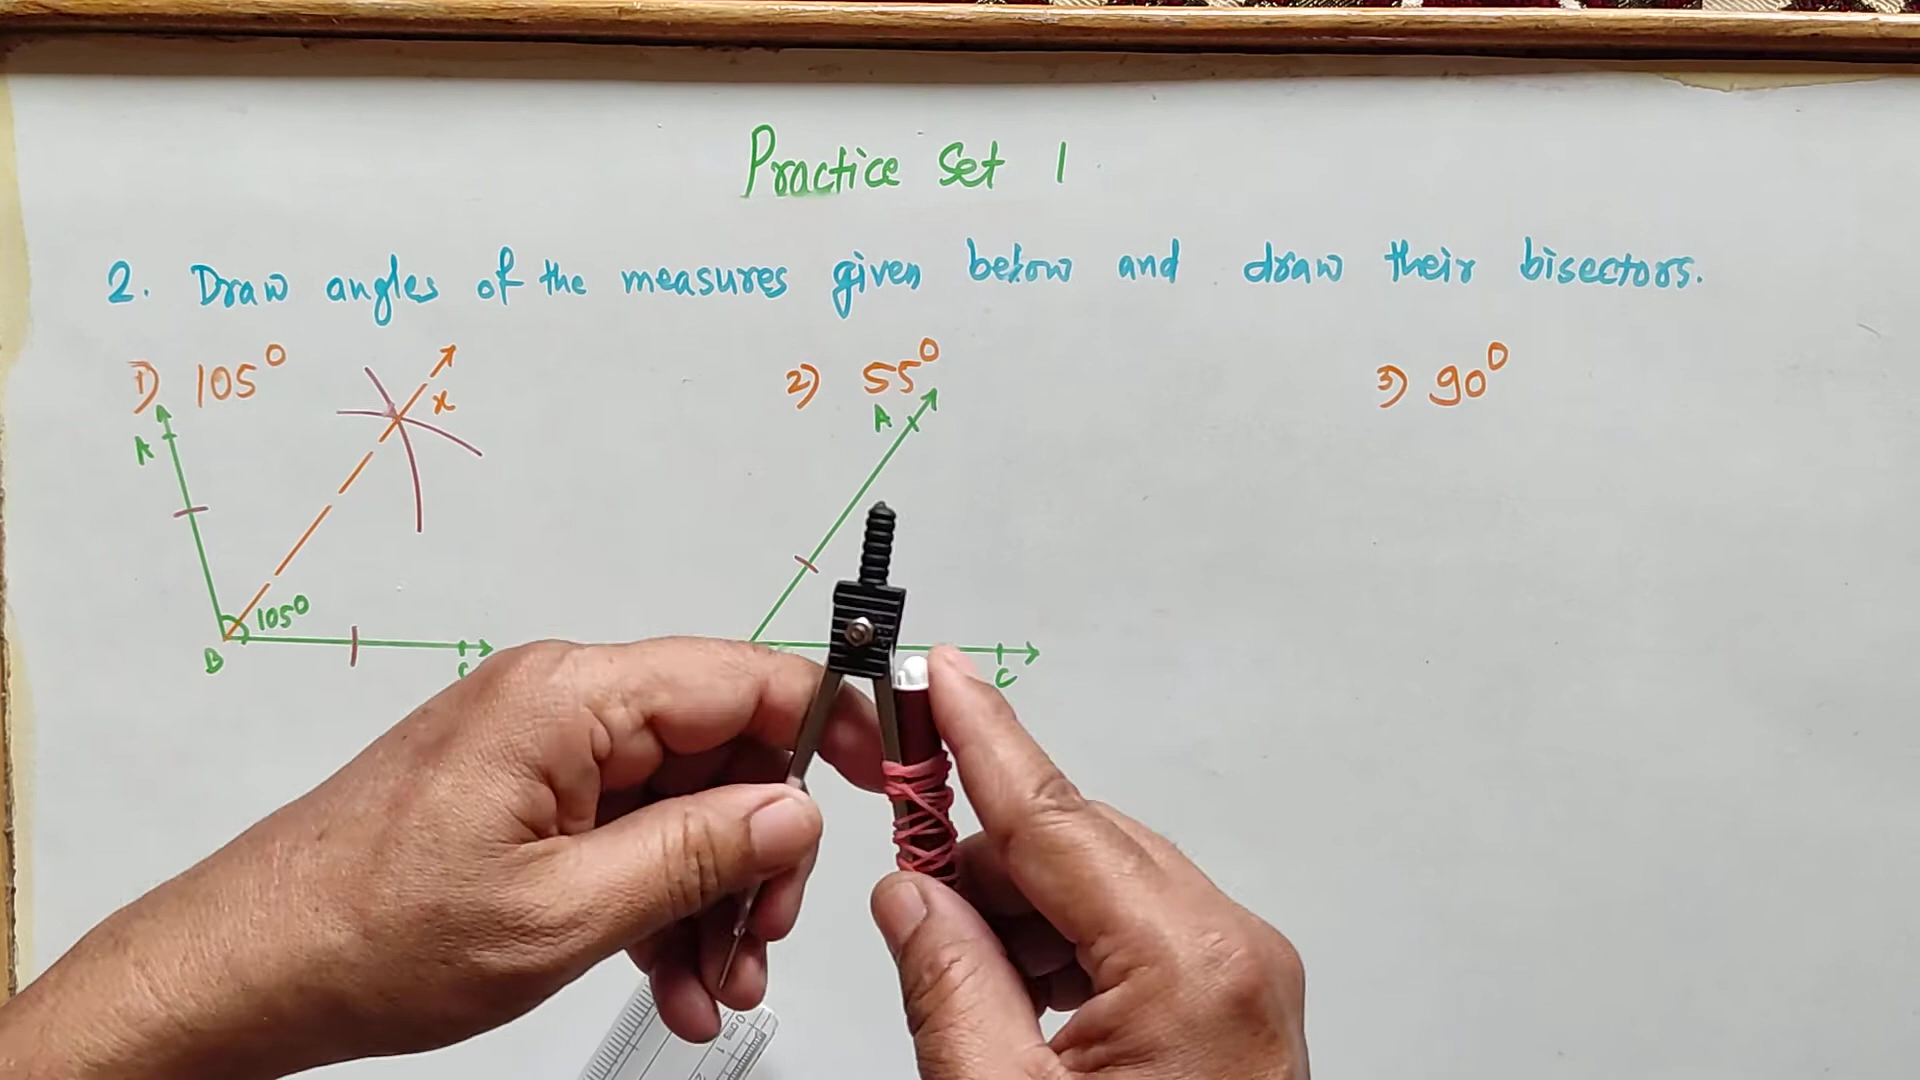 Practice Set 1
2. Draw angles of the measures given below and draw their bisectors.
1) 105° 2) 55° 3) 90°
A x A
105°
B C C